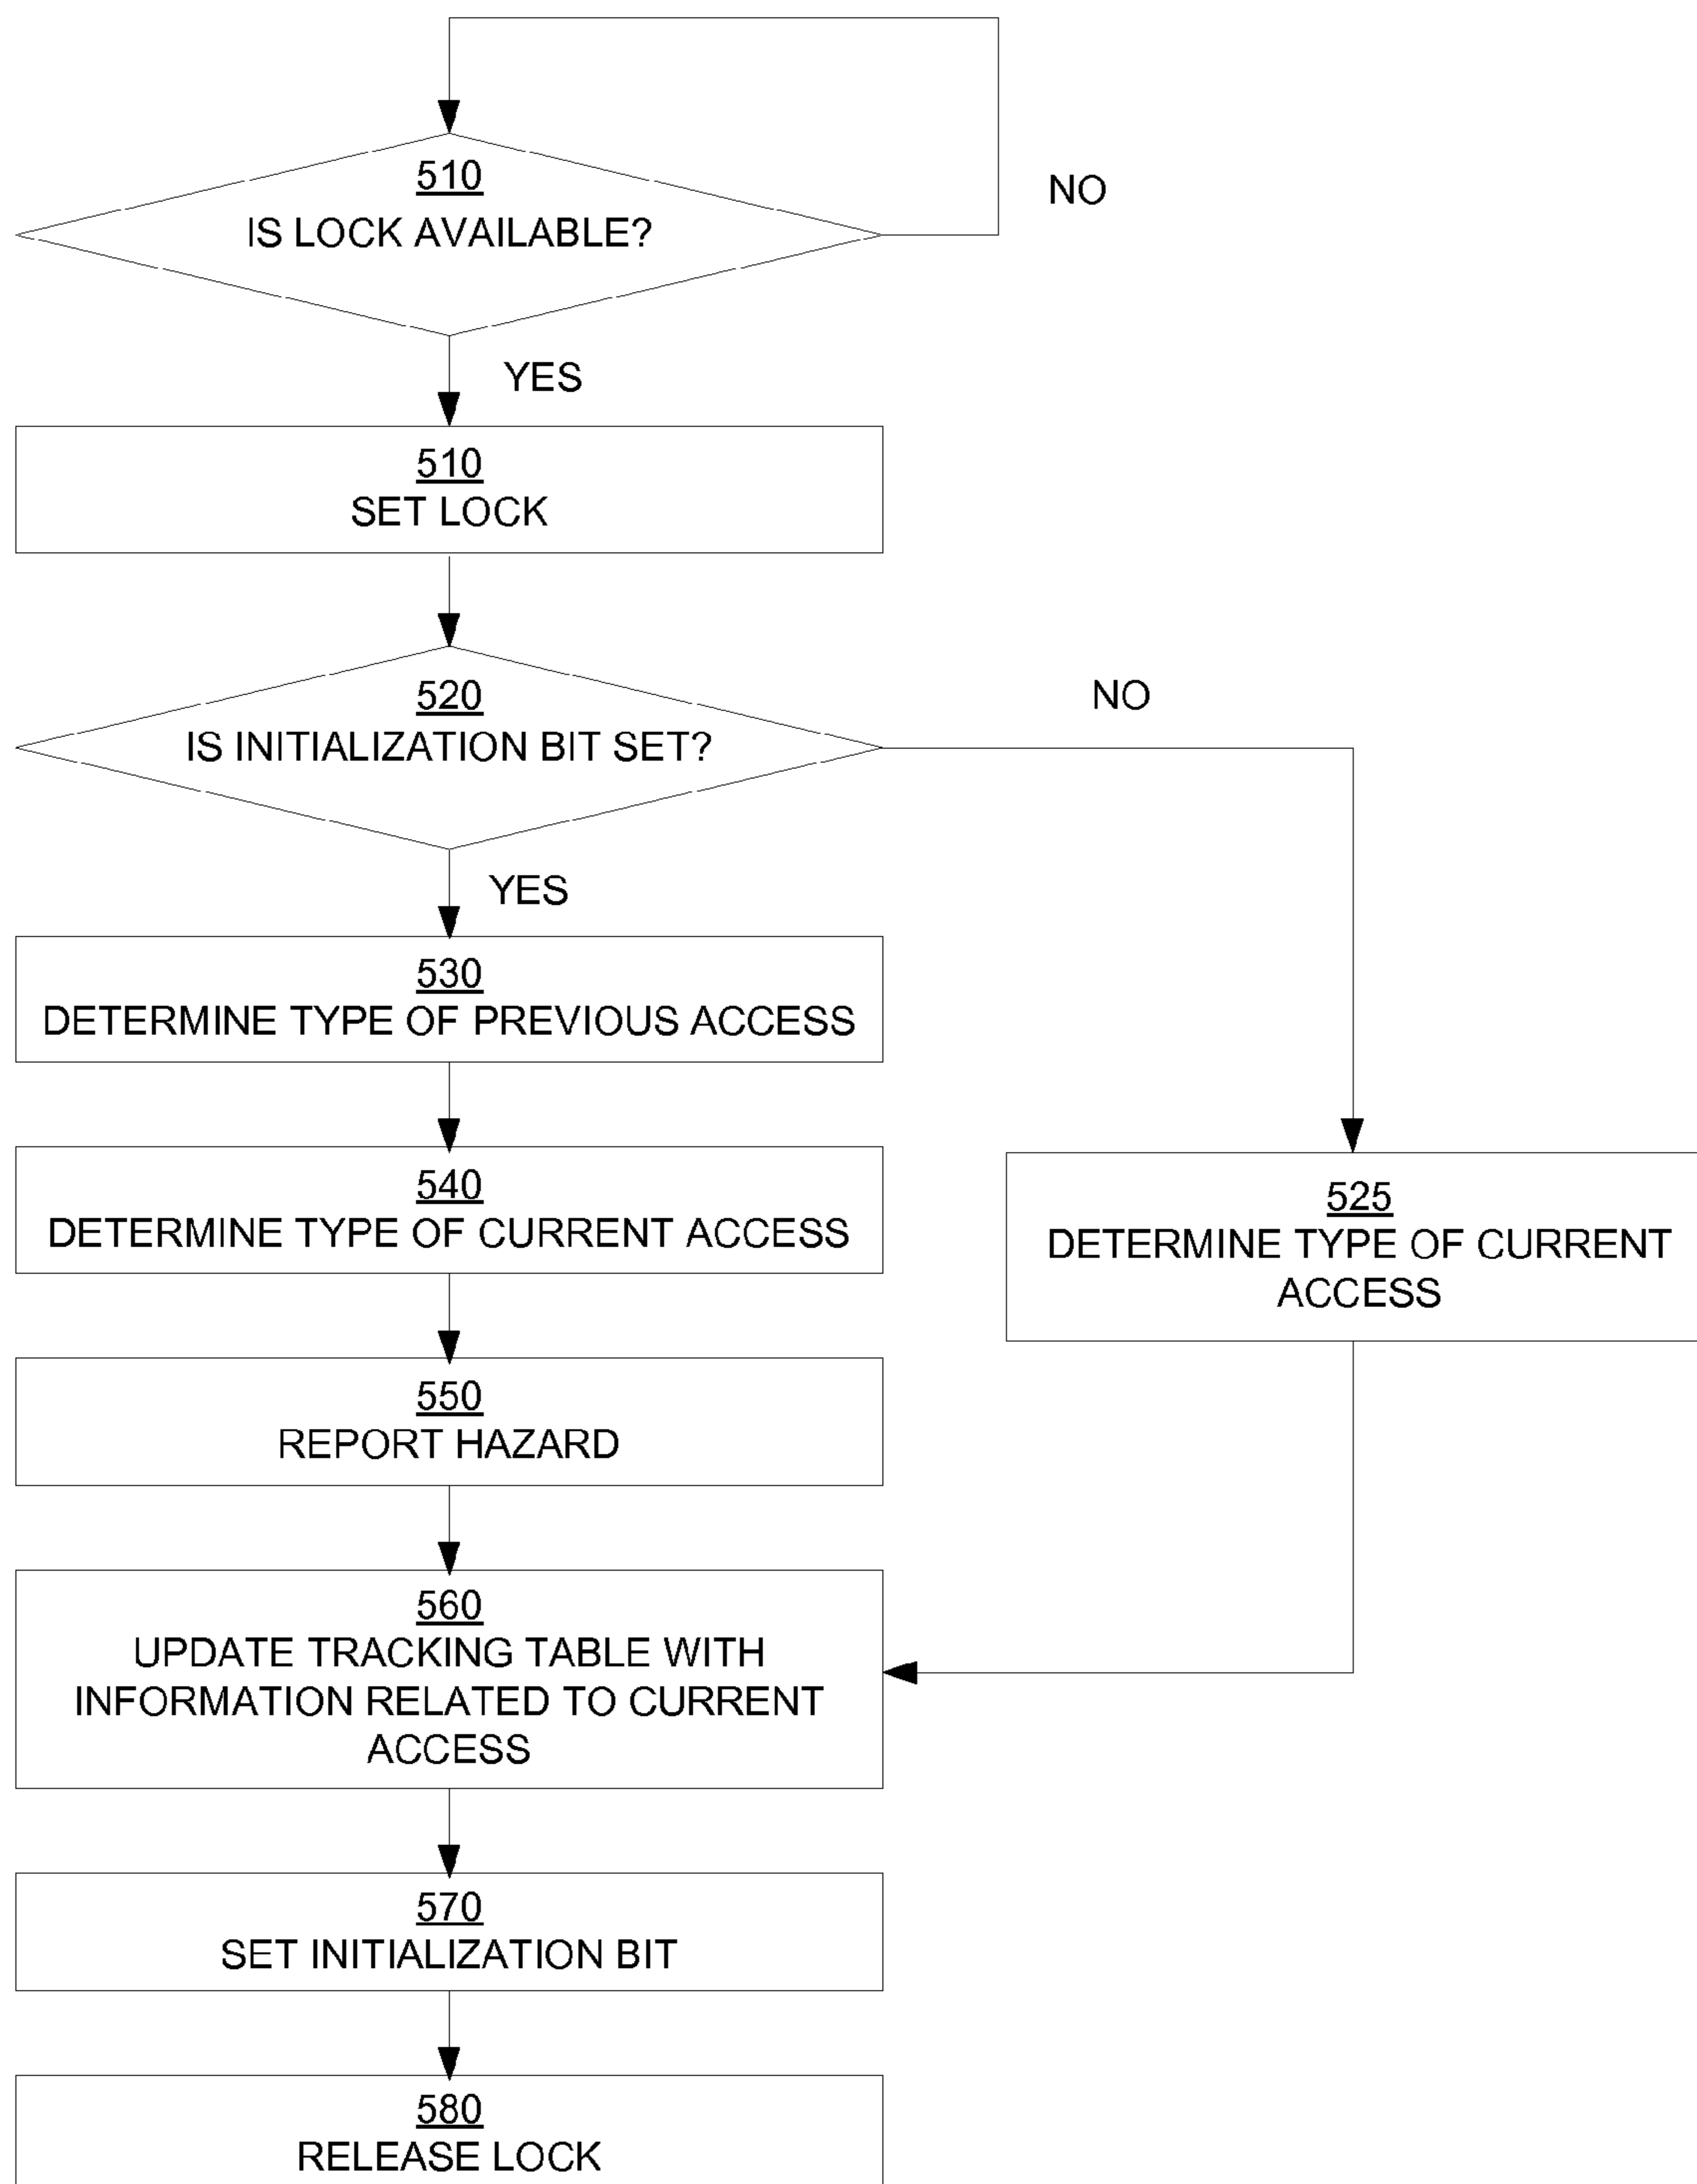 510
IS LOCK AVAILABLE?
NO
YES
510
SET LOCK
520
IS INITIALIZATION BIT SET?
NO
YES
530
DETERMINE TYPE OF PREVIOUS ACCESS
540
DETERMINE TYPE OF CURRENT ACCESS
525
DETERMINE TYPE OF CURRENT
ACCESS
550
REPORT HAZARD
560
UPDATE TRACKING TABLE WITH
INFORMATION RELATED TO CURRENT
ACCESS
570
SET INITIALIZATION BIT
580
RELEASE LOCK